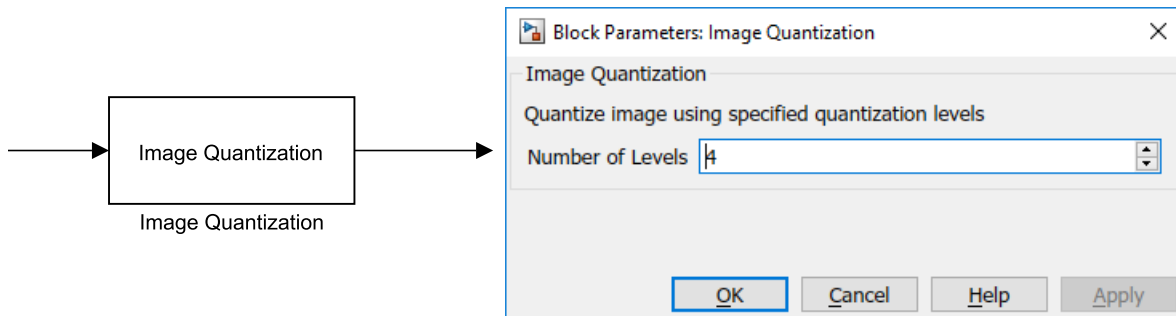 Image Quantization
Image Quantization
Block Parameters: Image Quantization
Image Quantization
Quantize image using specified quantization levels
Number of Levels 4
OK Cancel Help Apply